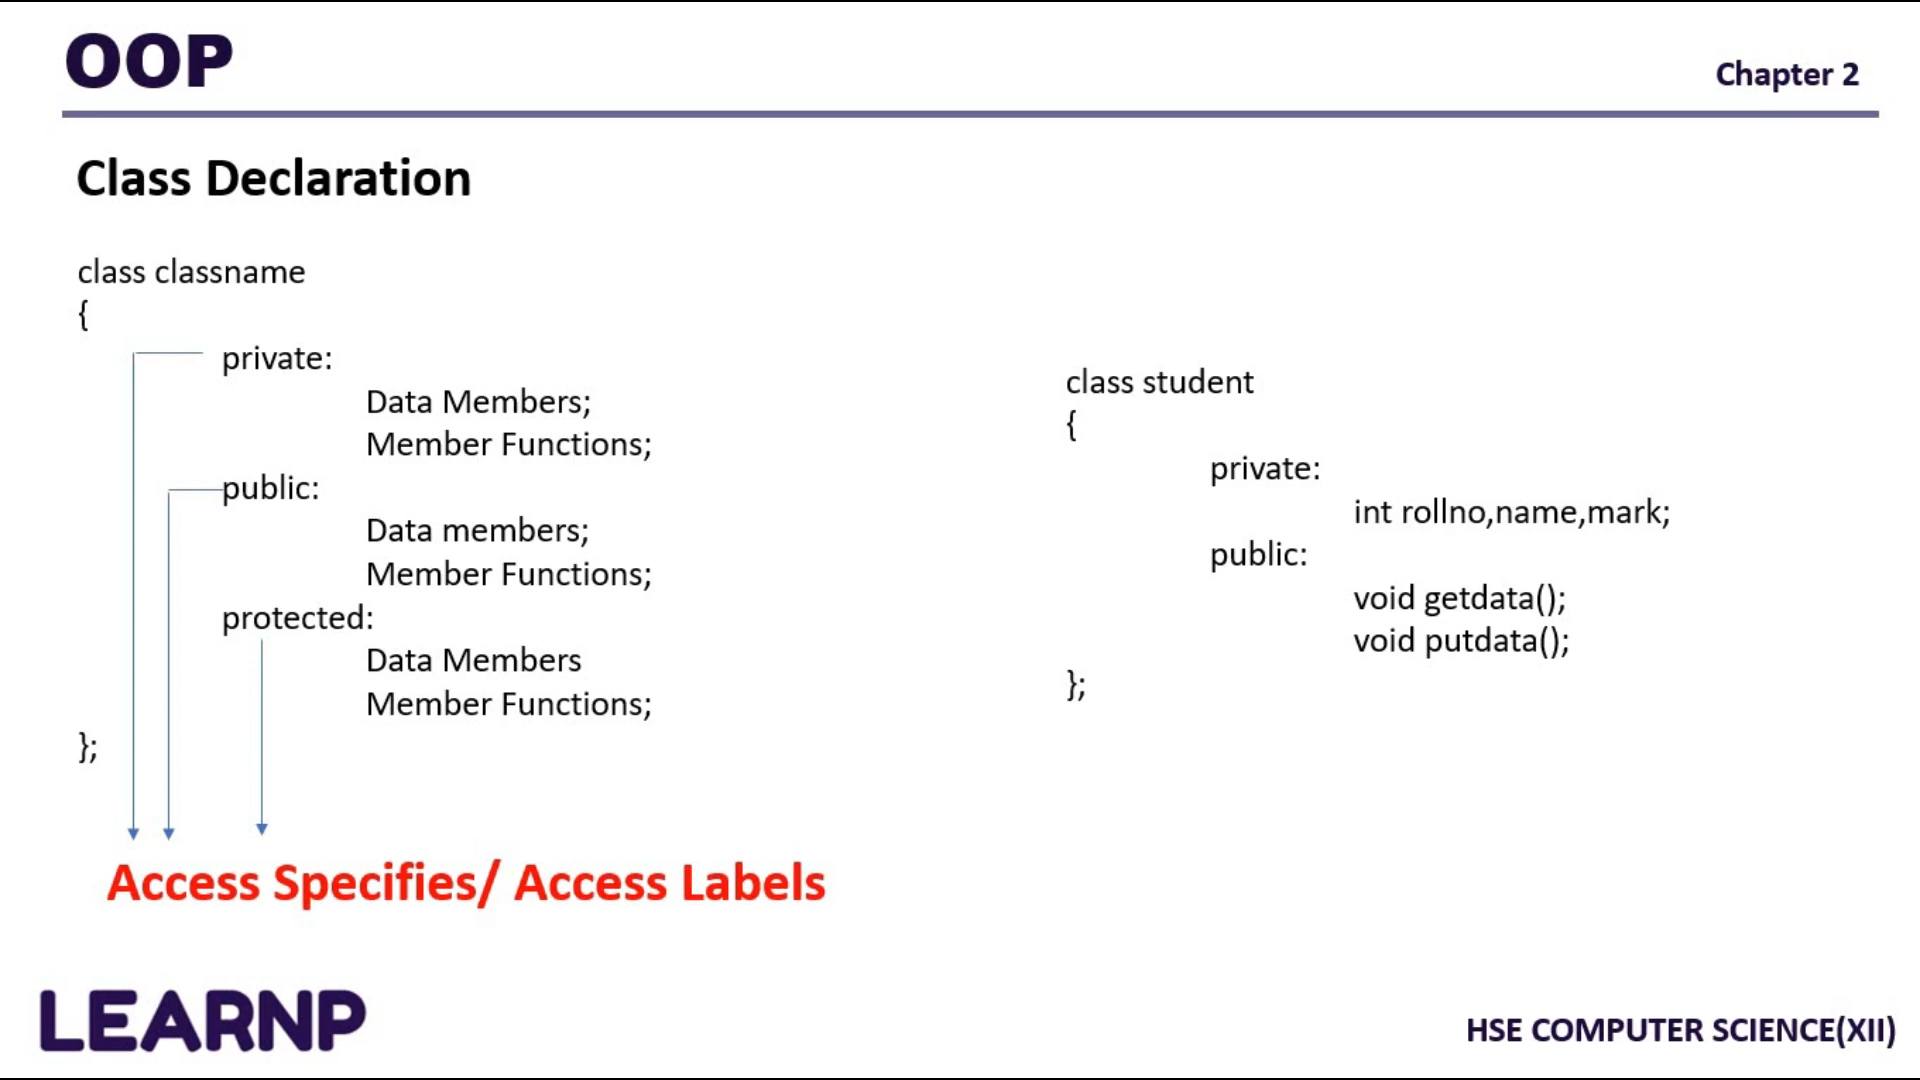 OOP
Chapter 2
Class Declaration
class classname
{
private:
Data Members;
Member Functions;
public:
Data members;
Member Functions;
protected:
Data Members
Member Functions;
};
Access Specifies/ Access Labels
class student
{
private:
int rollno,name,mark;
public:
void getdata();
void putdata();
};
LEARNP
HSE COMPUTER SCIENCE(XII)